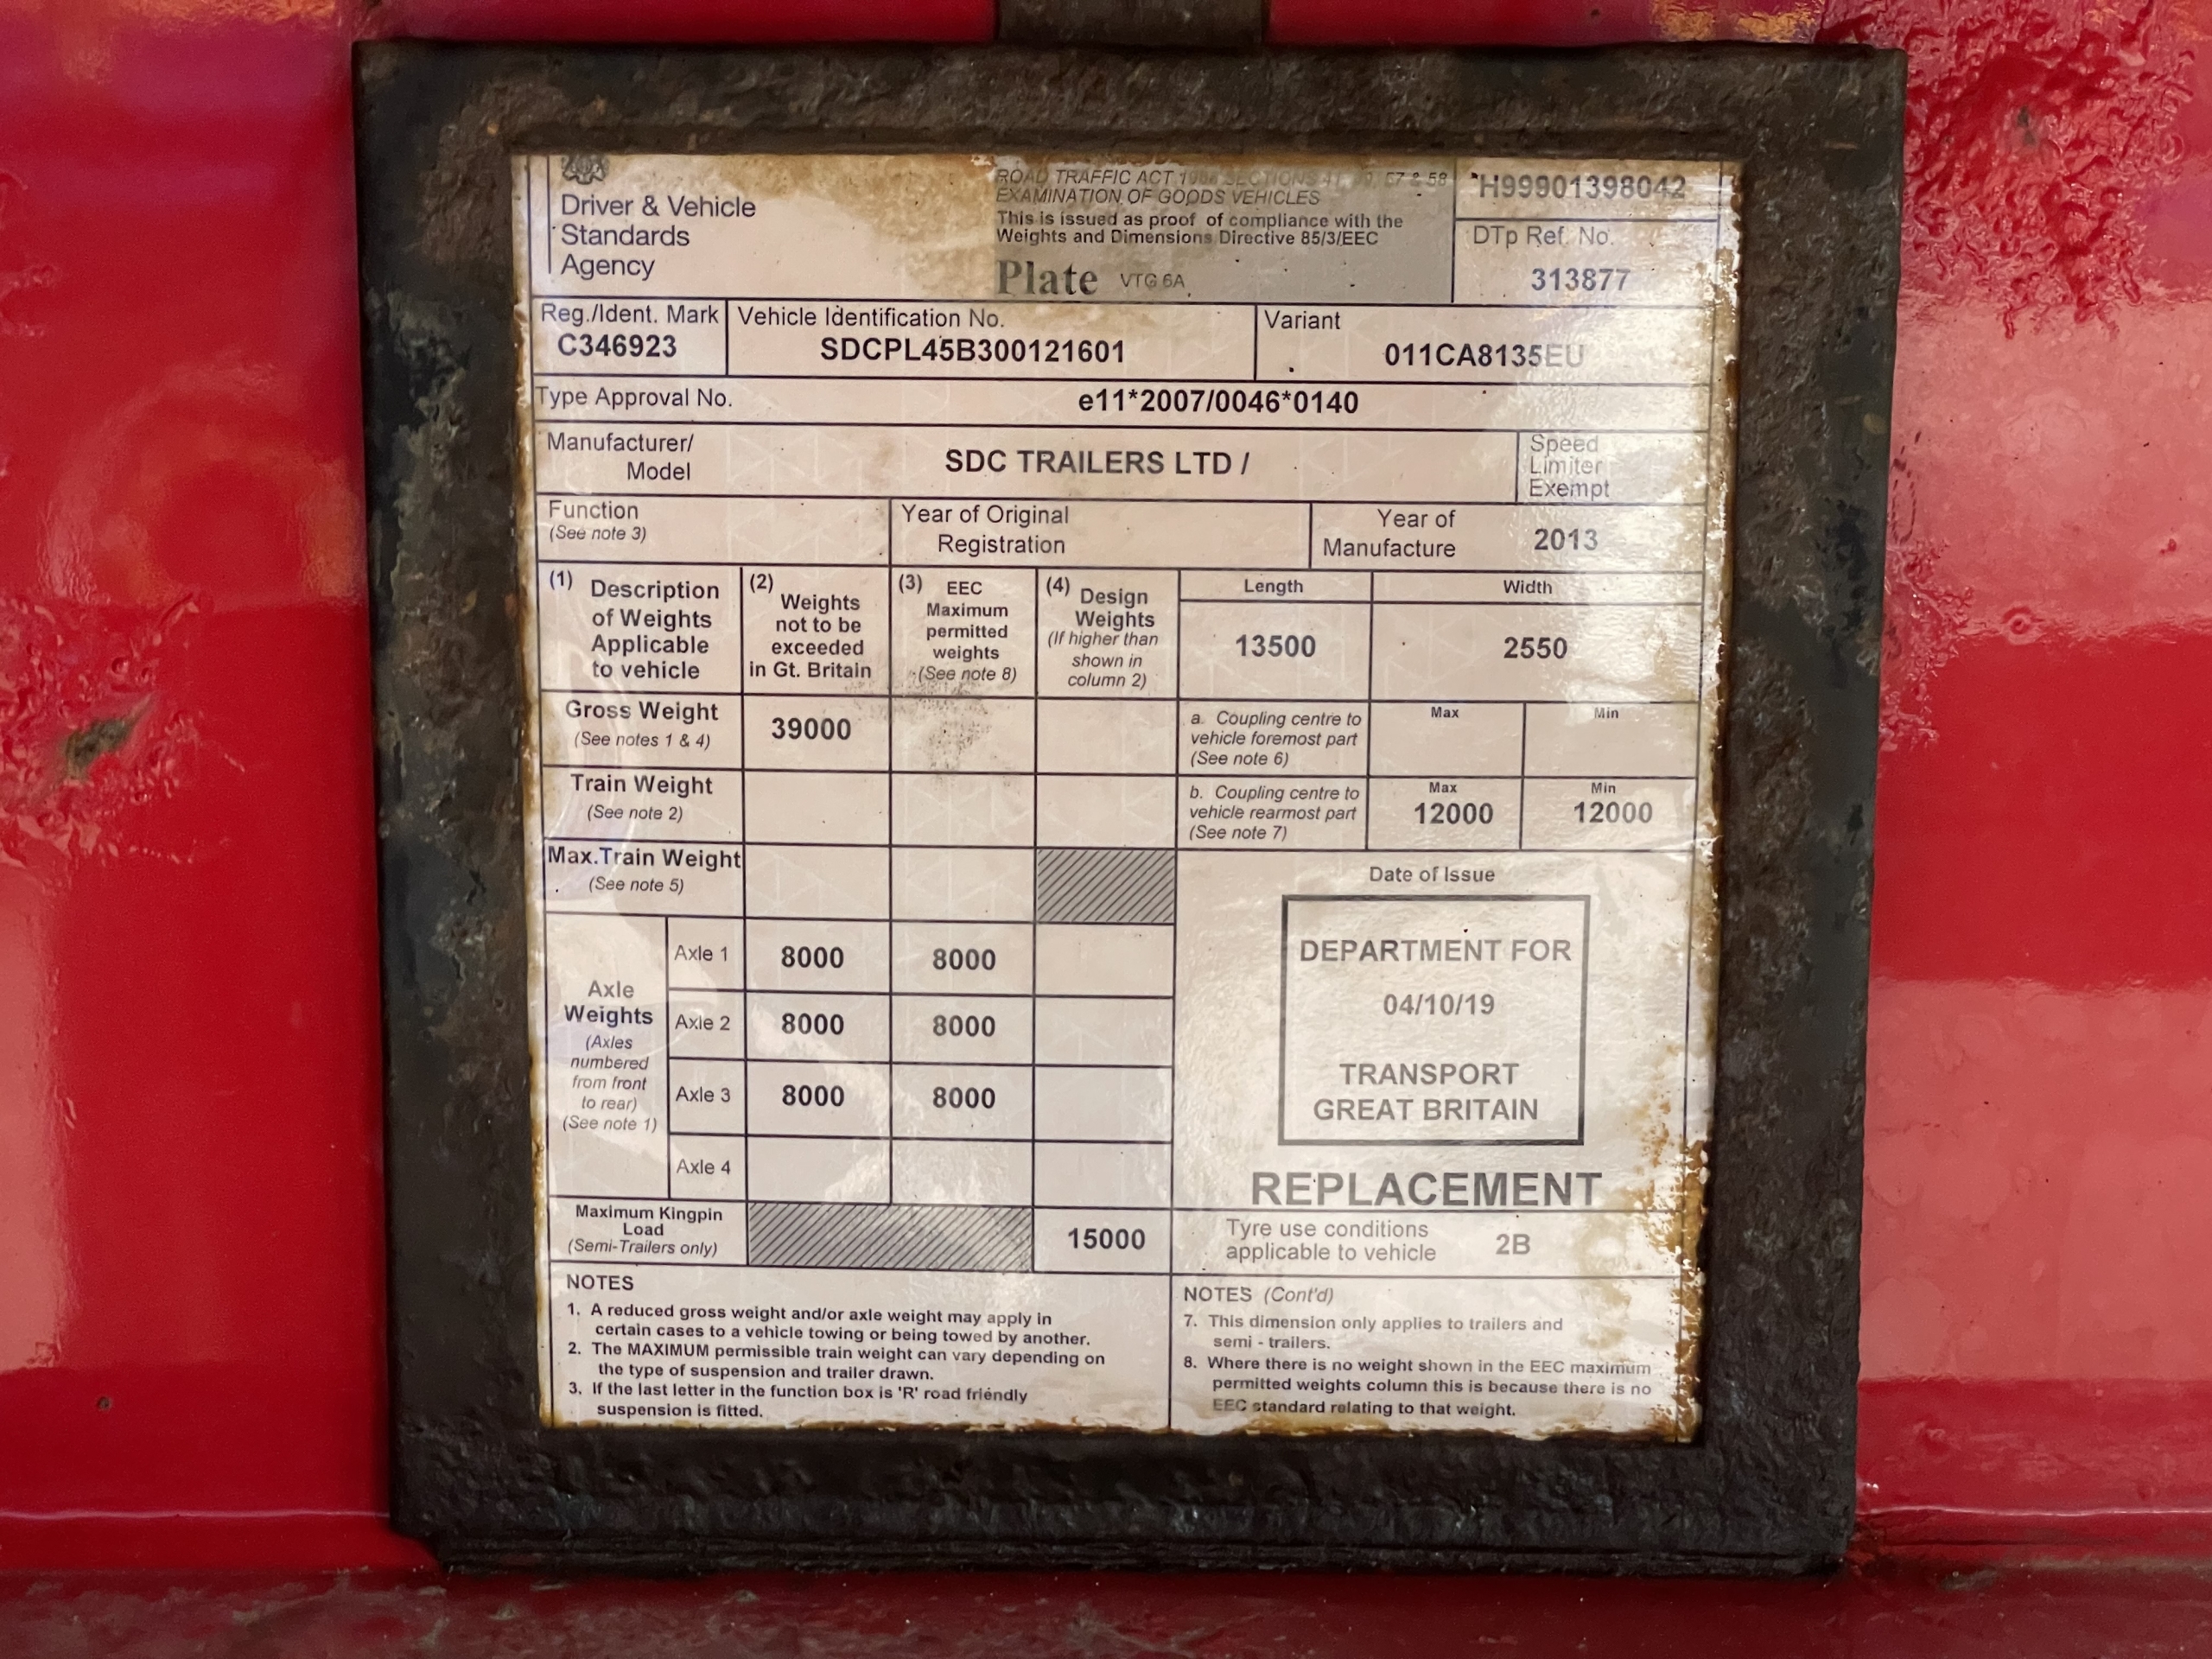 Driver & Vehicle
Standards
Agency
ROAD TRAFFIC ACT SECTIONS 57 & 58
EXAMINATION OF GOODS VEHICLES
This is issued as proof of compliance with the
Weights and Dimensions Directive 85/3/EEC
Plate VTG 6A
H99901398042
DTp Ref. No.
313877
Reg./Ident. Mark
C346923
Vehicle Identification No.
SDCPL45B300121601
Variant
011CA8135EU
Type Approval No.
e11*2007/0046*0140
Manufacturer/
Model
SDC TRAILERS LTD /
Speed
Limiter
Exempt
Function
(See note 3)
Year of Original
Registration
Year of
Manufacture
2013
(1) Description
of Weights
Applicable
to vehicle
(2) Weights
not to be
exceeded
in Gt. Britain
(3) EEC
Maximum
permitted
weights
(See note 8)
(4) Design
Weights
(If higher than
shown in
column 2)
Length
13500
Width
2550
Gross Weight
(See notes 1 & 4)
39000
a. Coupling centre to
vehicle foremost part
(See note 6)
Max
Min
Train Weight
(See note 2)
b. Coupling centre to
vehicle rearmost part
(See note 7)
Max
12000
Min
12000
Max.Train Weight
(See note 5)
Axle
Weights
(Axles
numbered
from front
to rear)
(See note 1)
Axle 1 8000 8000
Axle 2 8000 8000
Axle 3 8000 8000
Axle 4
Date of Issue
DEPARTMENT FOR
04/10/19
TRANSPORT
GREAT BRITAIN
REPLACEMENT
Maximum Kingpin
Load
(Semi-Trailers only)
15000
Tyre use conditions
applicable to vehicle
2B
NOTES
1. A reduced gross weight and/or axle weight may apply in
certain cases to a vehicle towing or being towed by another.
2. The MAXIMUM permissible train weight can vary depending on
the type of suspension and trailer drawn.
3. If the last letter in the function box is 'R' road friendly
suspension is fitted.
NOTES (Cont'd)
7. This dimension only applies to trailers and
semi - trailers.
8. Where there is no weight shown in the EEC maximum
permitted weights column this is because there is no
EEC standard relating to that weight.